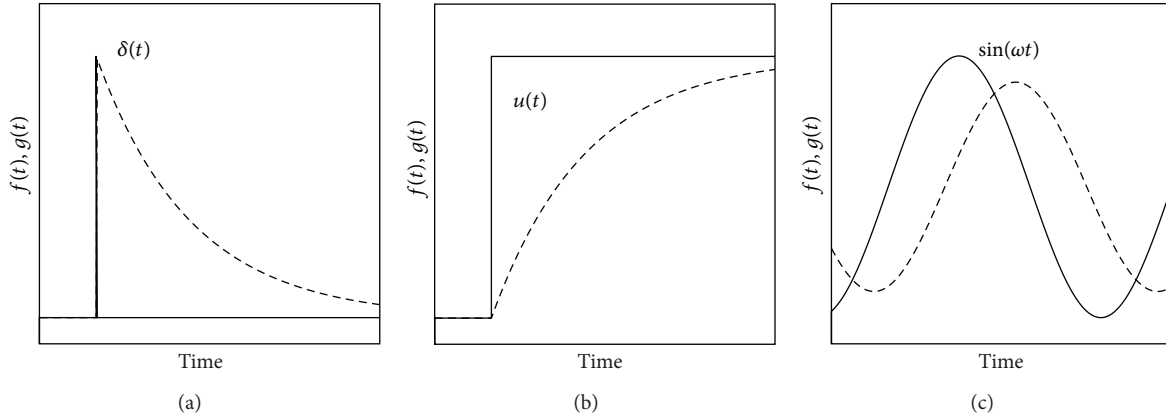 δ(t)
f(t), g(t)
Time
(a)
u(t)
f(t), g(t)
Time
(b)
sin(ωt)
f(t), g(t)
Time
(c)